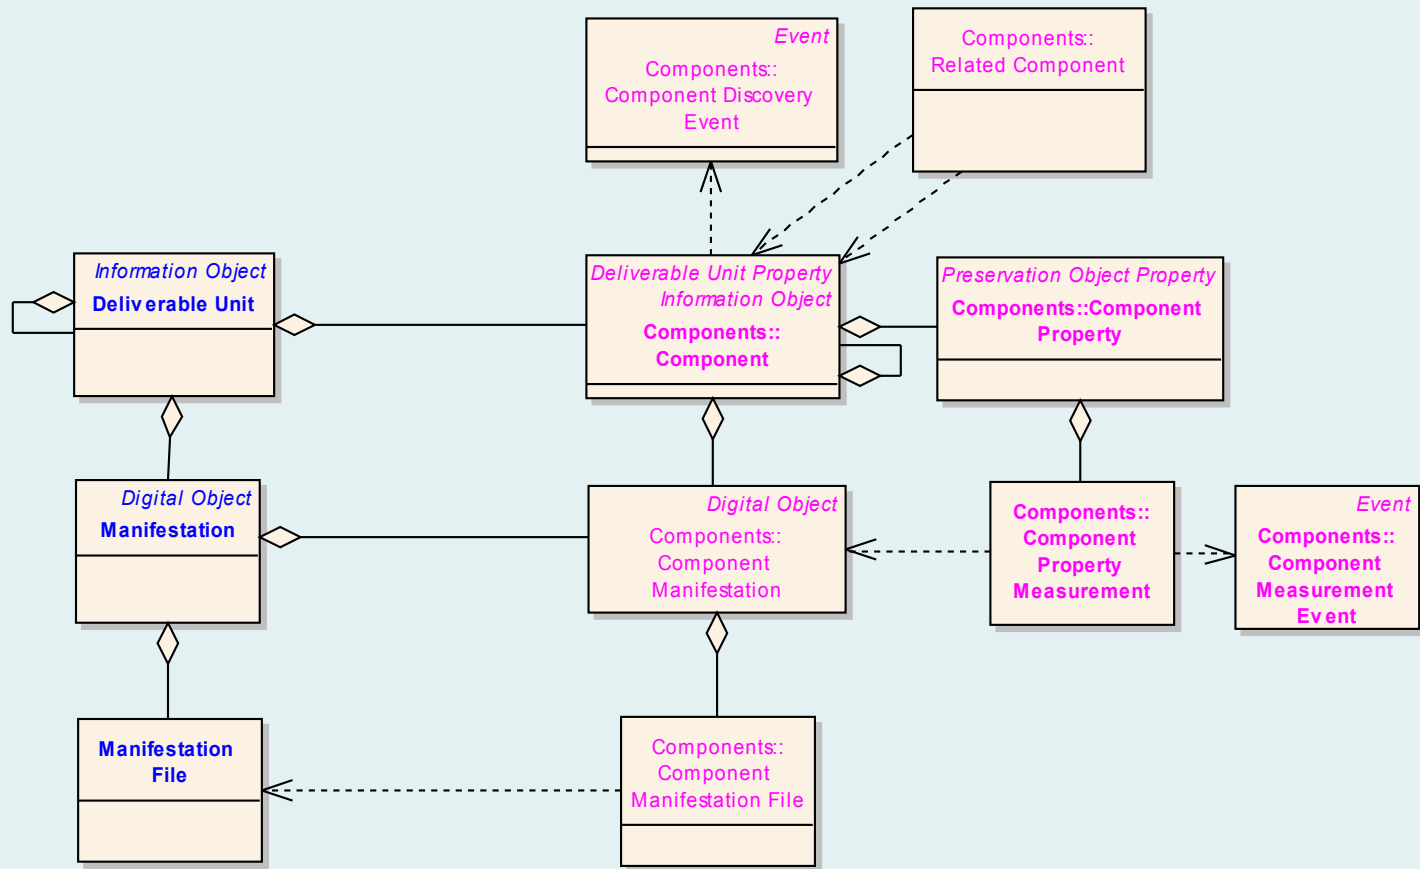 Event
Components::
Component Discovery
Event
Components::
Related Component
Information Object
Deliverable Unit
Deliverable Unit Property
Information Object
Components::
Component
Preservation Object Property
Components::Component
Property
Digital Object
Manifestation
Digital Object
Components::
Component
Manifestation
Components::
Component
Property
Measurement
Event
Components::
Component
Measurement
Event
Manifestation
File
Components::
Component
Manifestation File